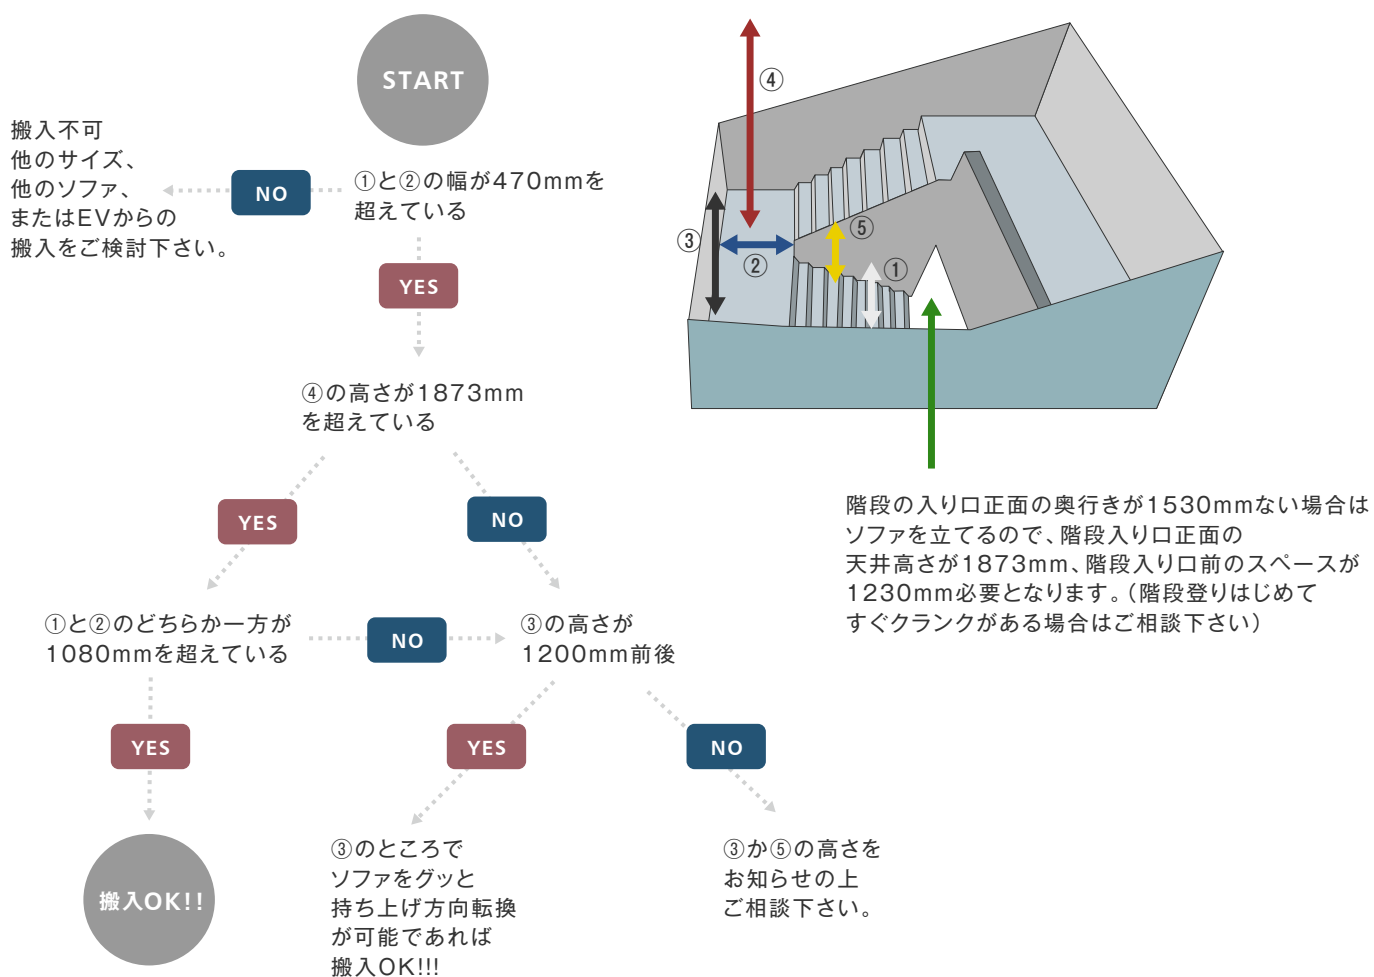 START
搬入不可
他のサイズ、
他のソファ、
またはEVからの
搬入をご検討下さい。
NO
①と②の幅が470mmを
超えている
YES
④の高さが1873mm
を超えている
YES
NO
①と②のどちらか一方が
1080mmを超えている
NO
③の高さが
1200mm前後
YES
YES
NO
搬入OK!!
③のところで
ソファをグッと
持ち上げ方向転換
が可能であれば
搬入OK!!!
③か⑤の高さを
お知らせの上
ご相談下さい。
④
③
②
⑤
①
階段の入り口正面の奥行きが1530mmない場合は
ソファを立てるので、階段入り口正面の
天井高さが1873mm、階段入り口前のスペースが
1230mm必要となります。（階段登りはじめて
すぐクランクがある場合はご相談下さい）